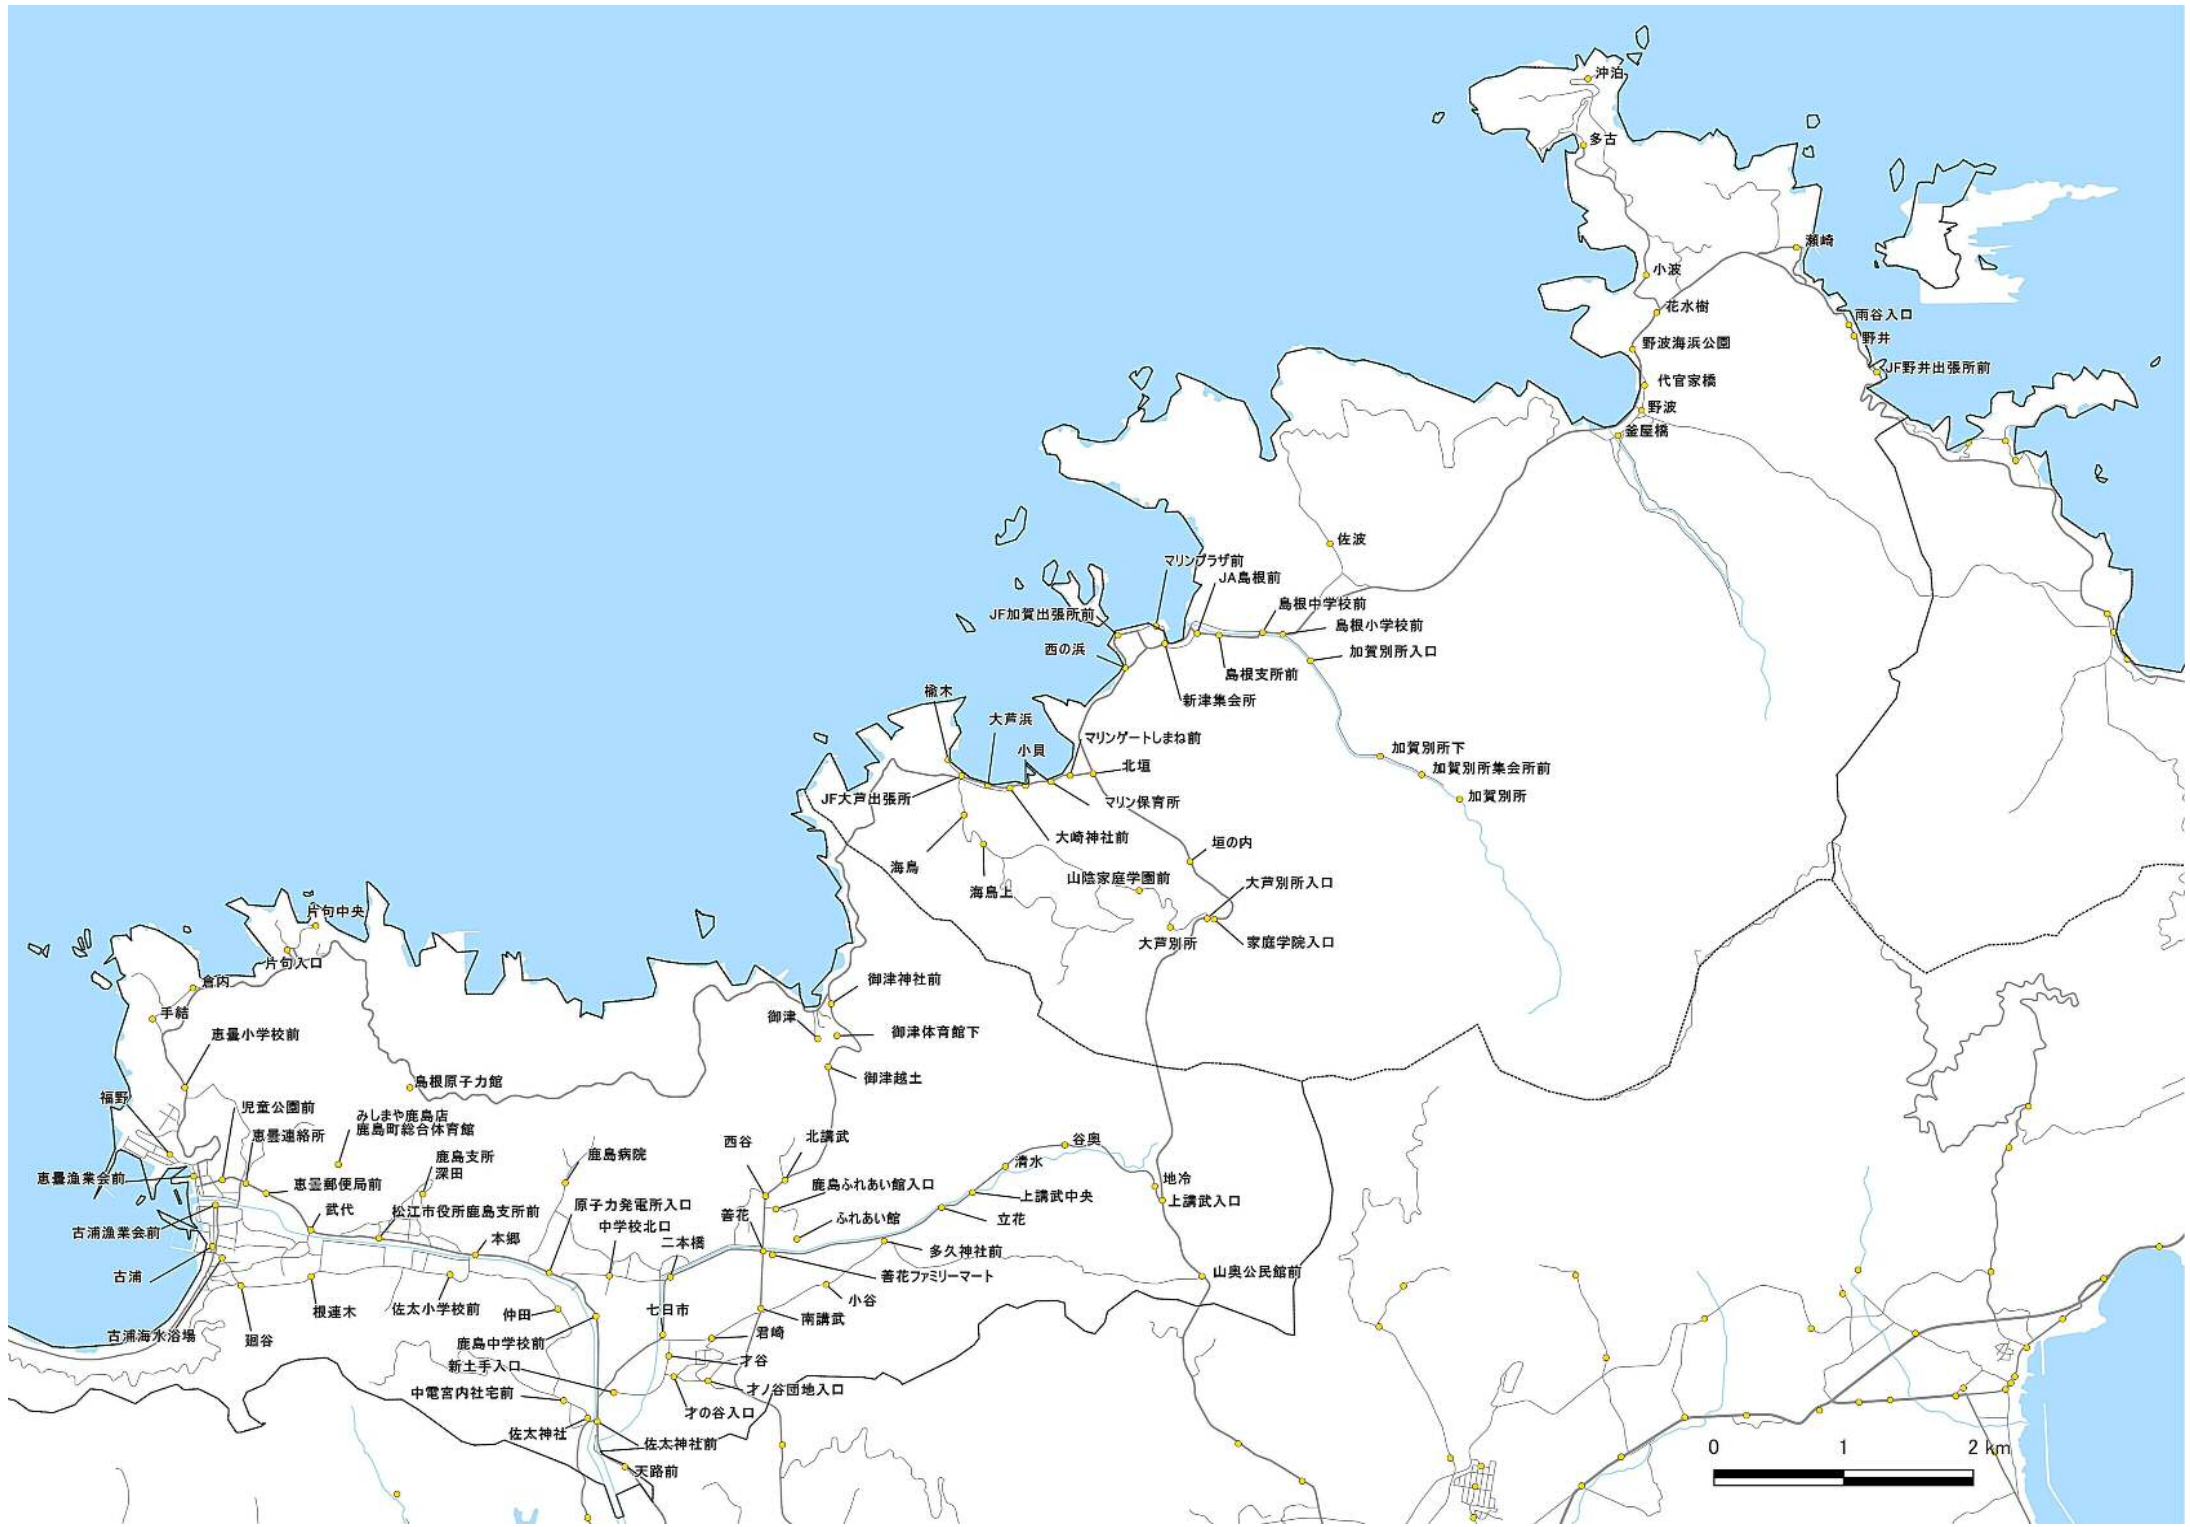 沖泊
多古
瀬崎
小波
花水樹
雨谷入口
野井
野波海浜公園
JF野井出張所前
代官家橋
野波
釜屋橋
佐波
マリンプラザ前
JA島根前
島根中学校前
JF加賀出張所前
島根小学校前
西の浜
加賀別所入口
島根支所前
新津集会所
楡木
大芦浜
マリンゲートしまね前
小貝
加賀別所下
北垣
加賀別所集会所前
JF大芦出張所
マリン保育所
加賀別所
大崎神社前
垣の内
海鳥
山陰家庭学園前
大芦別所入口
海鳥上
片句中央
大芦別所
家庭学院入口
片句入口
倉内
御津神社前
手結
御津
御津体育館下
恵曇小学校前
御津越土
島根原子力館
福野
児童公園前
みしまや鹿島店
鹿島町総合体育館
恵曇連絡所
西谷
北講武
谷奥
鹿島支所
深田
鹿島病院
清水
恵曇漁業会前
恵曇郵便局前
鹿島ふれあい館入口
地冷
上講武中央
上講武入口
武代
松江市役所鹿島支所前
原子力発電所入口
善花
ふれあい館
立花
古浦漁業会前
中学校北口
本郷
二本橋
多久神社前
古浦
善花ファミリーマート
山奥公民館前
根連木
佐太小学校前
仲田
七日市
小谷
南講武
古浦海水浴場
廻谷
鹿島中学校前
君崎
新土手入口
才谷
中電宮内社宅前
才ノ谷団地入口
才の谷入口
佐太神社
佐太神社前
天路前
0 1 2 km